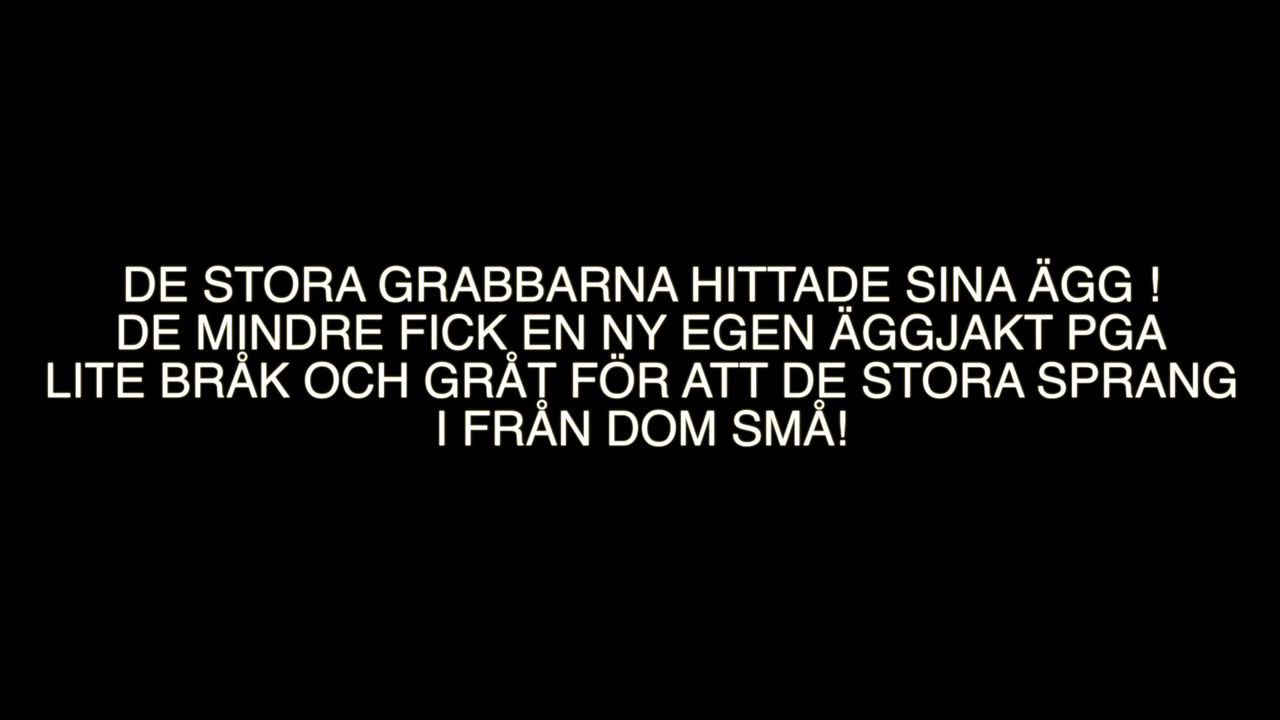 DE STORA GRABBARNA HITTADE SINA ÄGG !
DE MINDRE FICK EN NY EGEN ÄGGJAKT PGA
LITE BRÅK OCH GRÅT FÖR ATT DE STORA SPRANG
I FRÅN DOM SMÅ!